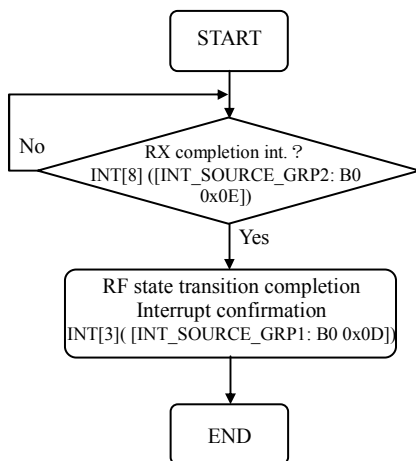 START
No
RX completion int. ?
INT[8] ([INT_SOURCE_GRP2: B0
0x0E])
Yes
RF state transition completion
Interrupt confirmation
INT[3]( [INT_SOURCE_GRP1: B0 0x0D])
END